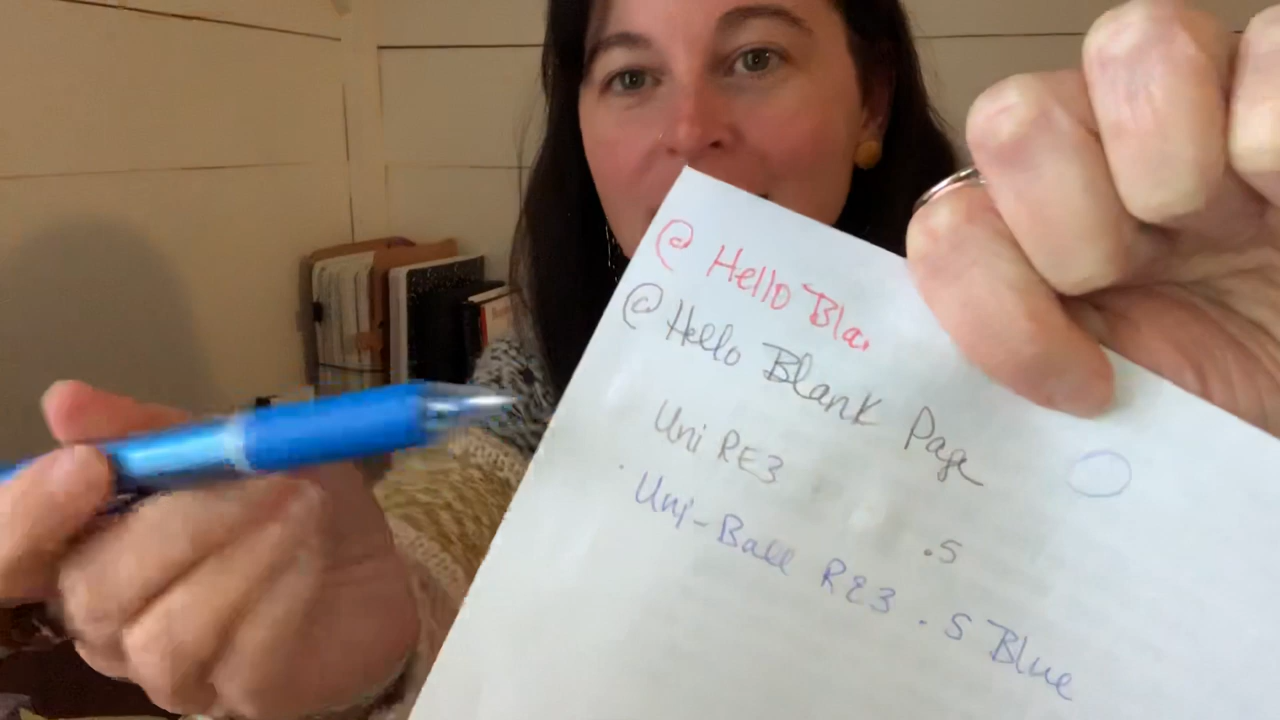 @ Hello Bla.
@ Hello Blank Page
Uni RE3 .5
Uni-Ball RE3 .5 Blue